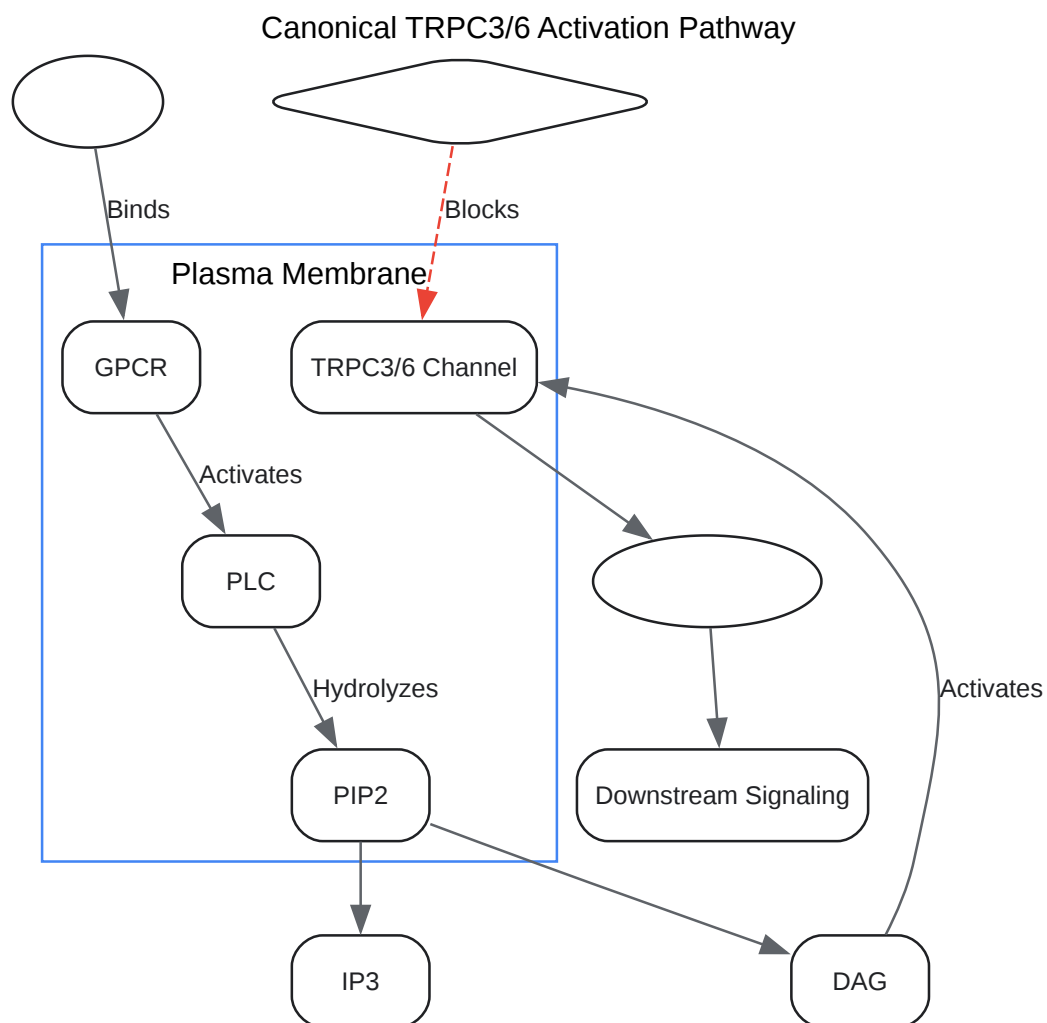 Canonical TRPC3/6 Activation Pathway
Binds
Blocks
Plasma Membrane
GPCR
TRPC3/6 Channel
Activates
PLC
Hydrolyzes
Activates
PIP2
Downstream Signaling
IP3
DAG